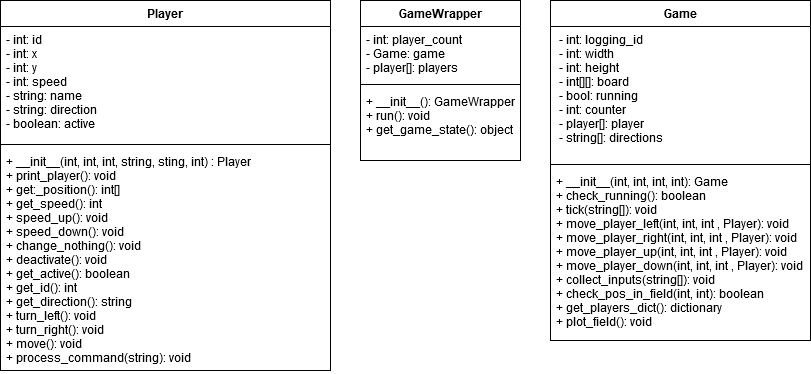 Player
- int: id
- int: x
- int: y
- int: speed
- string: name
- string: direction
- boolean: active
+ __init__(int, int, int, string, sting, int) : Player
+ print_player(): void
+ get:_position(): int[]
+ get_speed(): int
+ speed_up(): void
+ speed_down(): void
+ change_nothing(): void
+ deactivate(): void
+ get_active(): boolean
+ get_id(): int
+ get_direction(): string
+ turn_left(): void
+ turn_right(): void
+ move(): void
+ process_command(string): void
GameWrapper
- int: player_count
- Game: game
- player[]: players
+ __init__(): GameWrapper
+ run(): void
+ get_game_state(): object
Game
- int: logging_id
- int: width
- int: height
- int[][]: board
- bool: running
- int: counter
- player[]: player
- string[]: directions
+ __init__(int, int, int, int): Game
+ check_running(): boolean
+ tick(string[]): void
+ move_player_left(int, int, int , Player): void
+ move_player_right(int, int, int , Player): void
+ move_player_up(int, int, int , Player): void
+ move_player_down(int, int, int , Player): void
+ collect_inputs(string[]): void
+ check_pos_in_field(int, int): boolean
+ get_players_dict(): dictionary
+ plot_field(): void